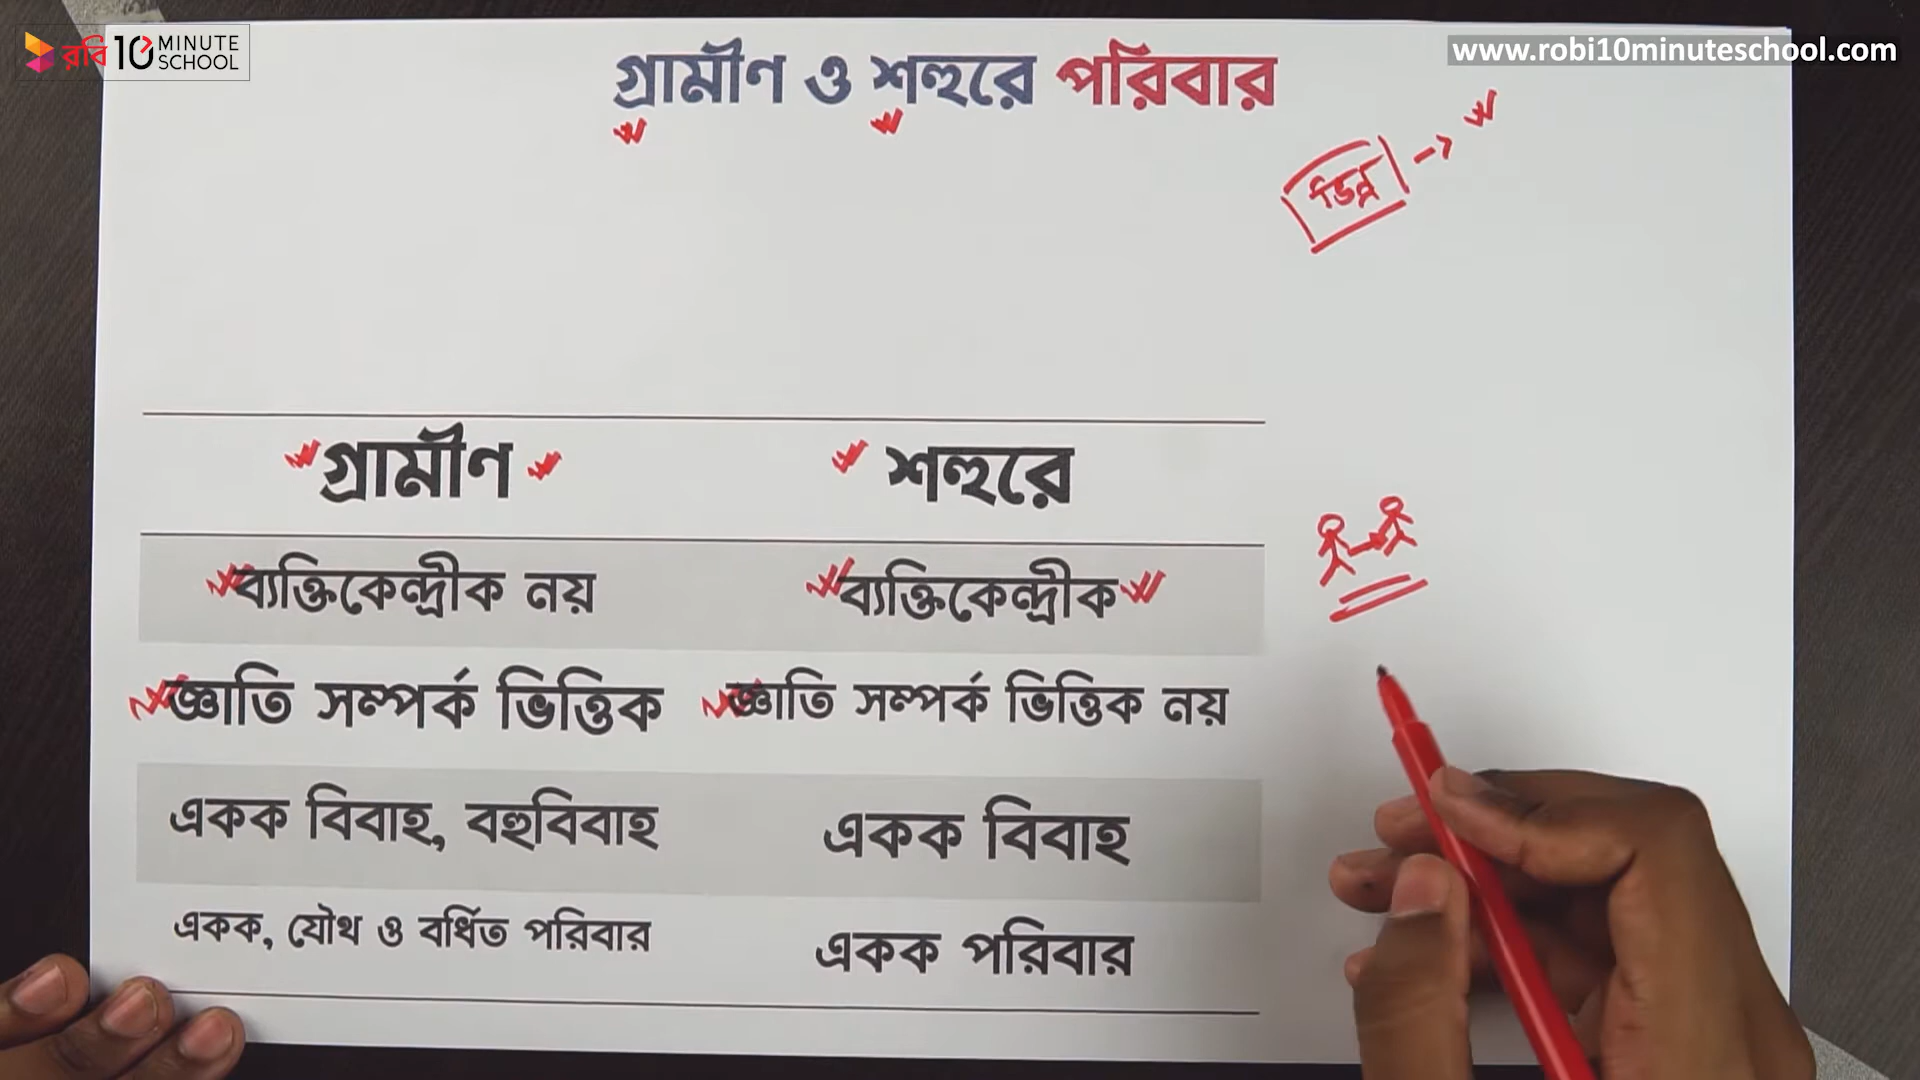 রবি 10 MINUTE SCHOOL
www.robi10minuteschool.com
গ্রামীণ ও শহুরে পরিবার
ভিন্ন
গ্রামীণ শহুরে
ব্যক্তিকেন্দ্রীক নয় ব্যক্তিকেন্দ্রীক
জ্ঞাতি সম্পর্ক ভিত্তিক জ্ঞাতি সম্পর্ক ভিত্তিক নয়
একক বিবাহ, বহুবিবাহ একক বিবাহ
একক, যৌথ ও বর্ধিত পরিবার একক পরিবার